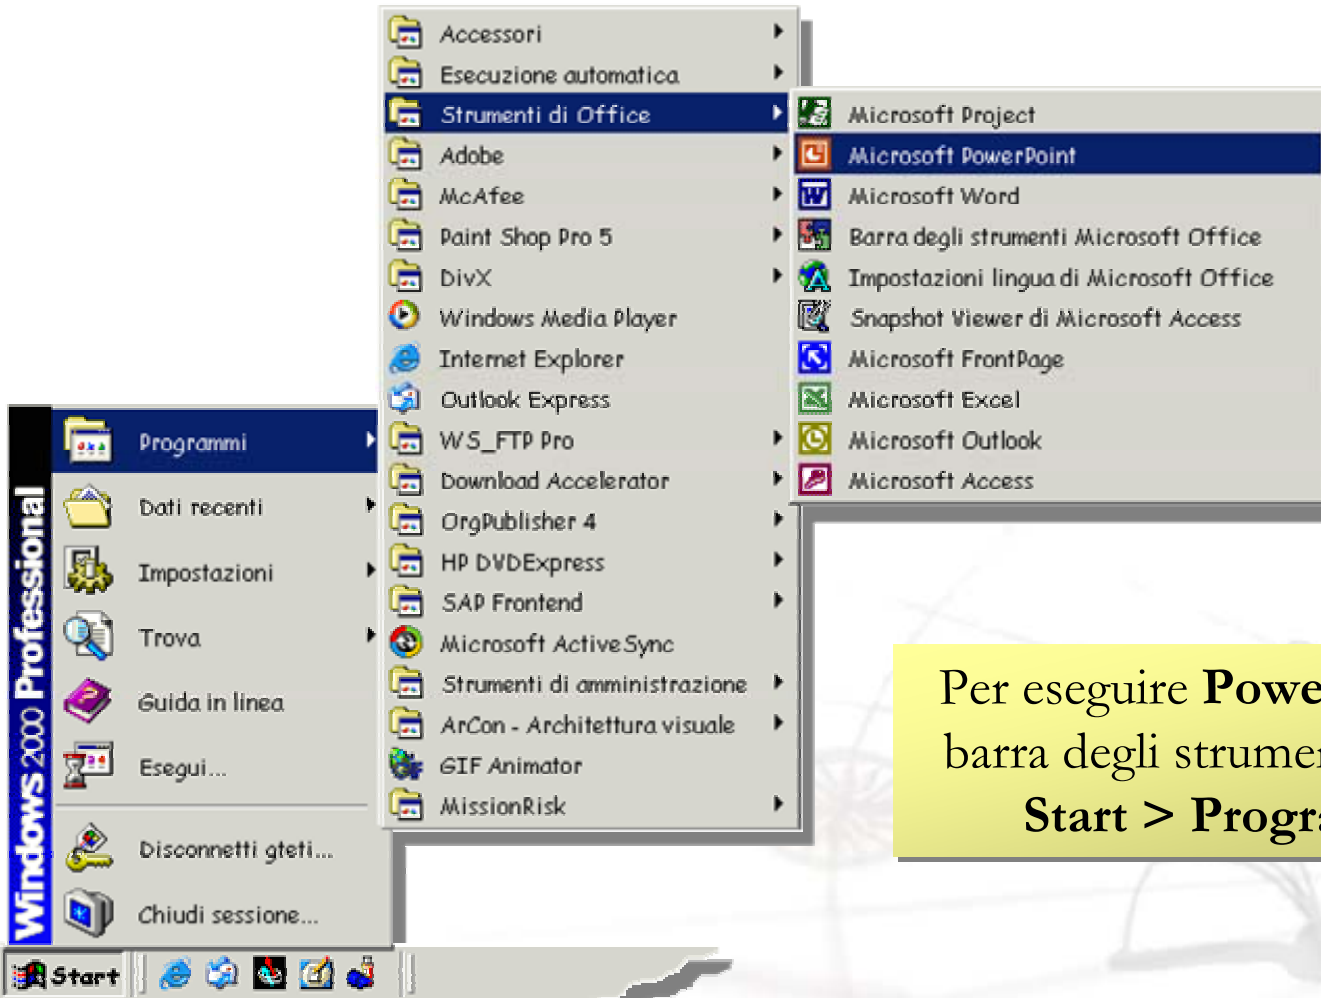 Accessori
Esecuzione automatica
Strumenti di Office
Adobe
McAfee
Paint Shop Pro 5
DivX
Windows Media Player
Internet Explorer
Outlook Express
WS_FTP Pro
Download Accelerator
OrgPublisher 4
HP DVDExpress
SAP Frontend
Microsoft ActiveSync
Strumenti di amministrazione
ArCon - Architettura visuale
GIF Animator
MissionRisk
Microsoft Project
Microsoft PowerPoint
Microsoft Word
Barra degli strumenti Microsoft Office
Impostazioni lingua di Microsoft Office
Snapshot Viewer di Microsoft Access
Microsoft FrontPage
Microsoft Excel
Microsoft Outlook
Microsoft Access
Windows 2000 Professional
Programmi
Dati recenti
Impostazioni
Trova
Guida in linea
Esegui...
Disconnetti gteti...
Chiudi sessione...
Start
Per eseguire
barra degli
Start >